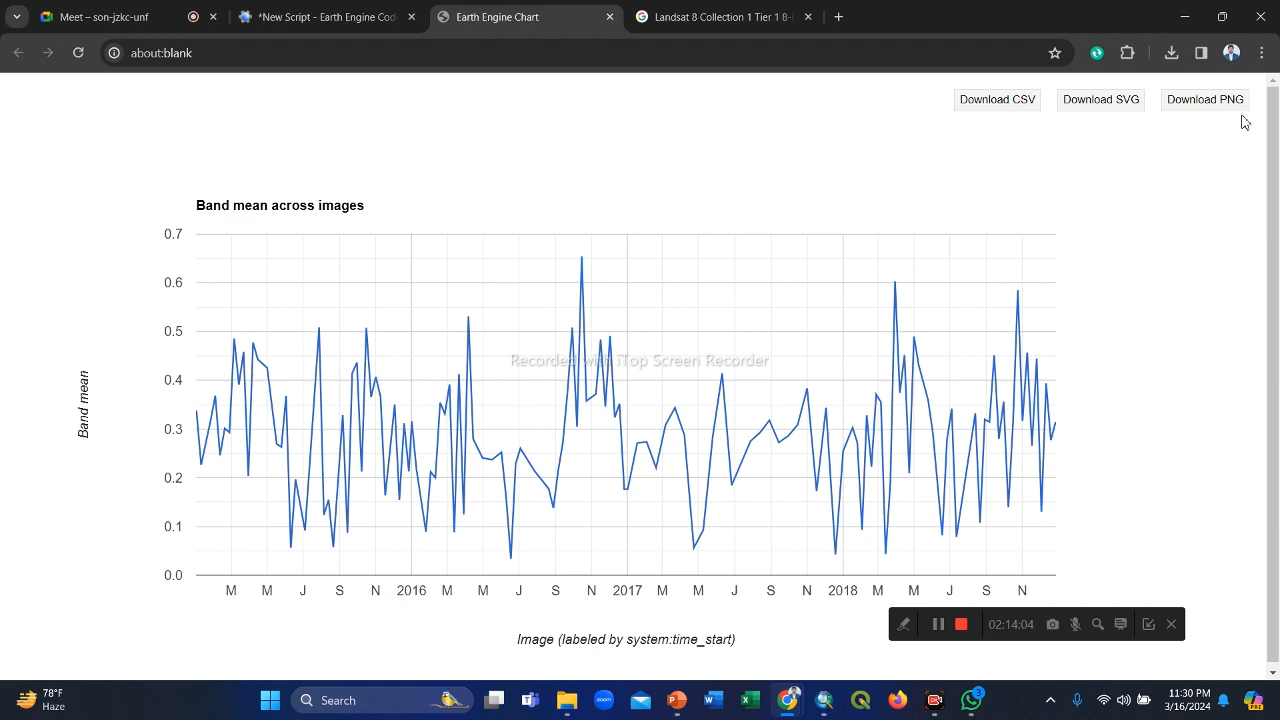 Meet – son-jzkc-unf
*New Script - Earth Engine Cod
Earth Engine Chart
Landsat 8 Collection 1 Tier 1 8-D
about:blank
Download CSV Download SVG Download PNG
Band mean across images
0.7
0.6
0.5
0.4
0.3
0.2
0.1
0.0
Band mean
Recorded with iTop Screen Recorder
M M J S N 2016 M M J S N 2017 M M J S N 2018 M M J S N
Image (labeled by system:time_start)
02:14:04
78°F
Haze
Search
zoom
3
11:30 PM
3/16/2024
PRE